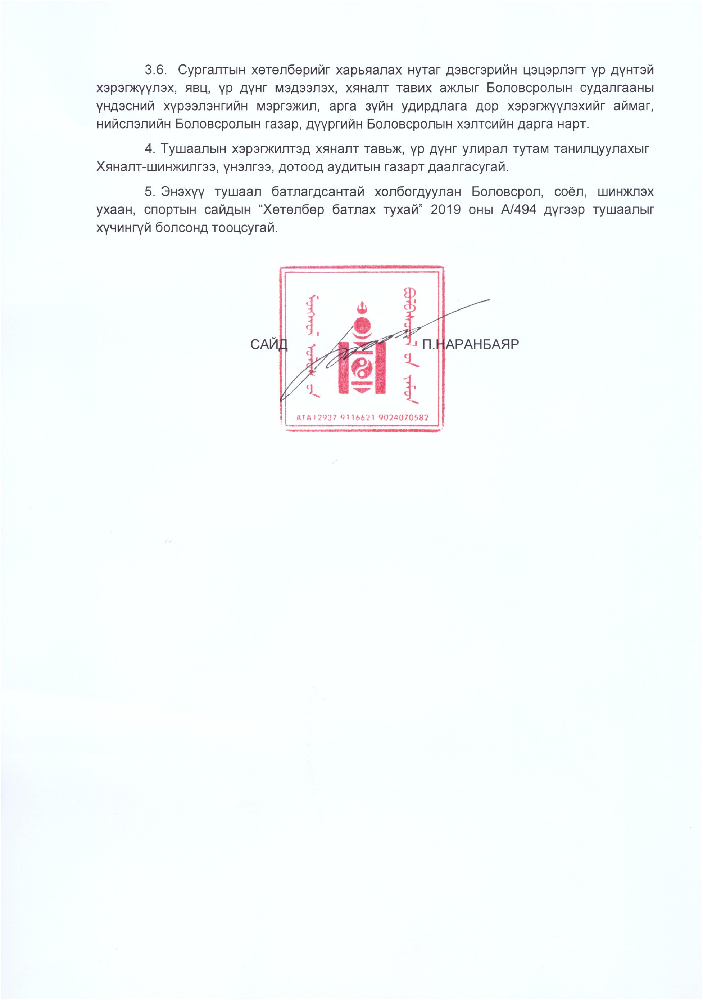 3.6. Сургалтын хөтөлбөрийг харьяалах нутаг дэвсгэрийн цэцэрлэгт үр дүнтэй
хэрэгжүүлэх, явц, үр дүнг мэдээлэх, хяналт тавих ажлыг Боловсролын судалгааны
үндэсний хүрээлэнгийн мэргэжил, арга зүйн удирдлага дор хэрэгжүүлэхийг аймаг,
нийслэлийн Боловсролын газар, дүүргийн Боловсролын хэлтсийн дарга нарт.
4. Тушаалын хэрэгжилтэд хяналт тавьж, үр дүнг улирал тутам танилцуулахыг
Хяналт-шинжилгээ, үнэлгээ, дотоод аудитын газарт даалгасугай.
5. Энэхүү тушаал батлагдсантай холбогдуулан Боловсрол, соёл, шинжлэх
ухаан, спортын сайдын “Хөтөлбөр батлах тухай” 2019 оны А/494 дүгээр тушаалыг
хүчингүй болсонд тооцсугай.
САЙД П.НАРАНБАЯР
АТА12937 9116621 9024070582